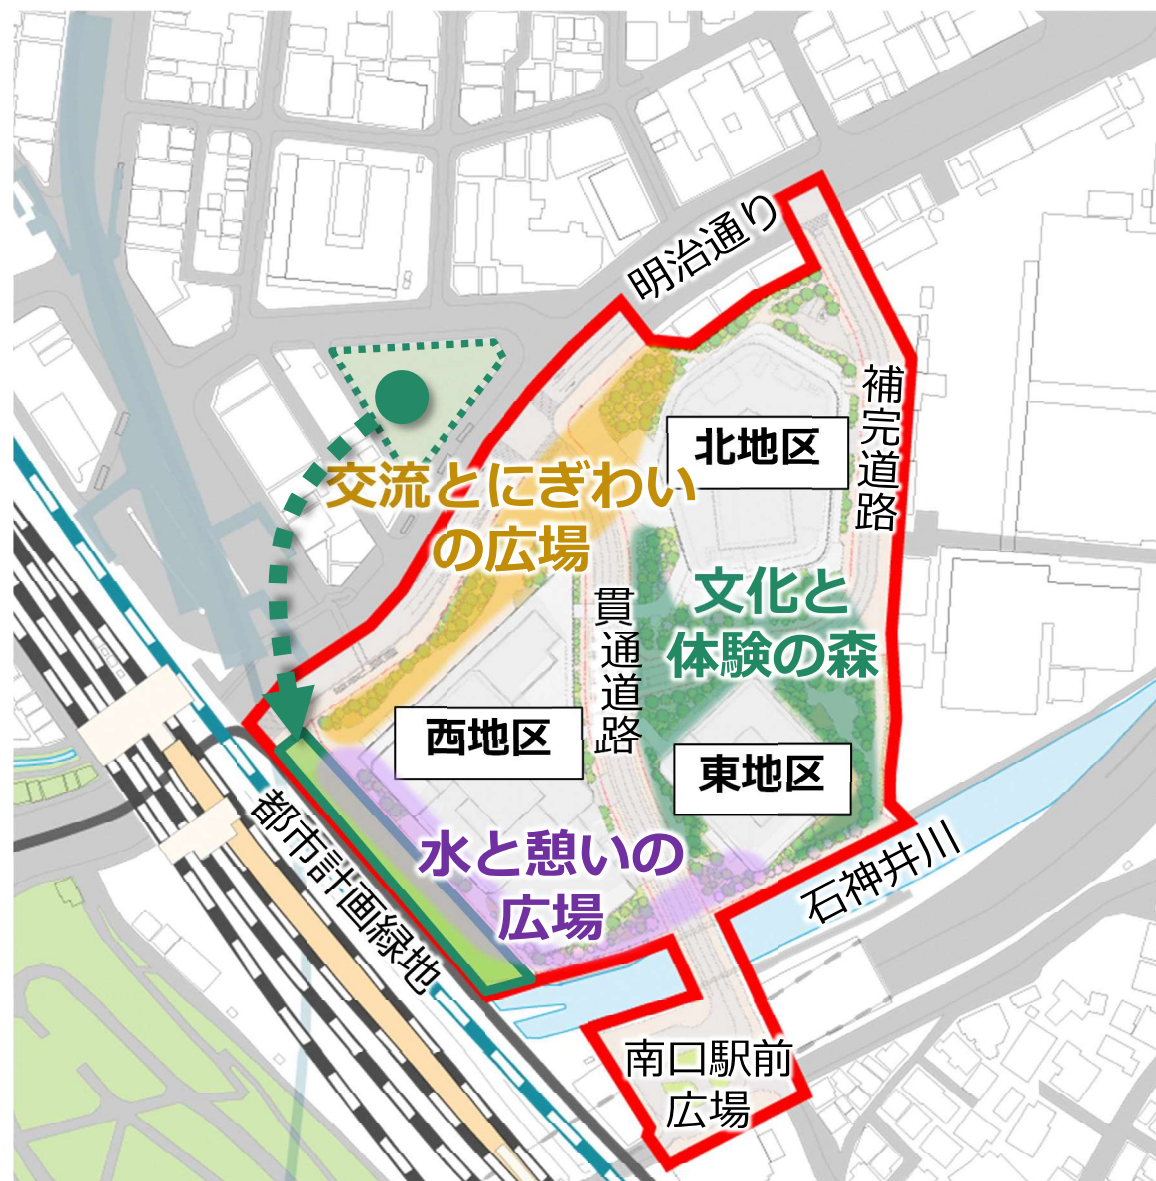 明治通り
補完道路
北地区
交流とにぎわい
の広場
文化と
体験の森
貫通道路
西地区
東地区
都市計画緑地
水と憩いの
広場
石神井川
南口駅前
広場